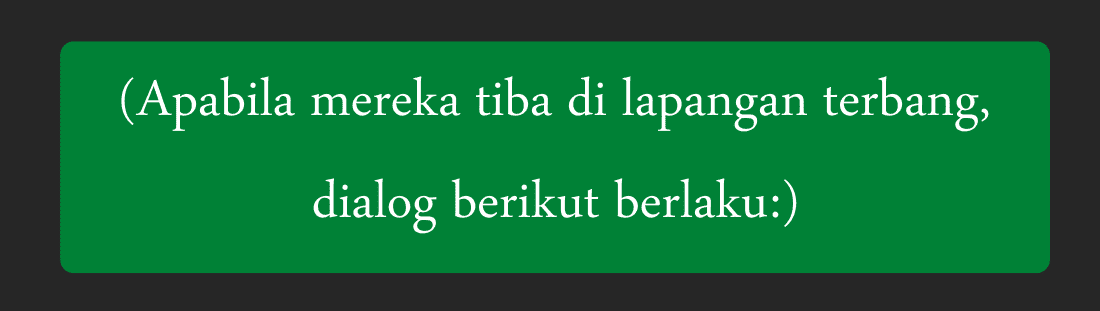 (Apabila mereka tiba di lapangan terbang,
dialog berikut berlaku:)